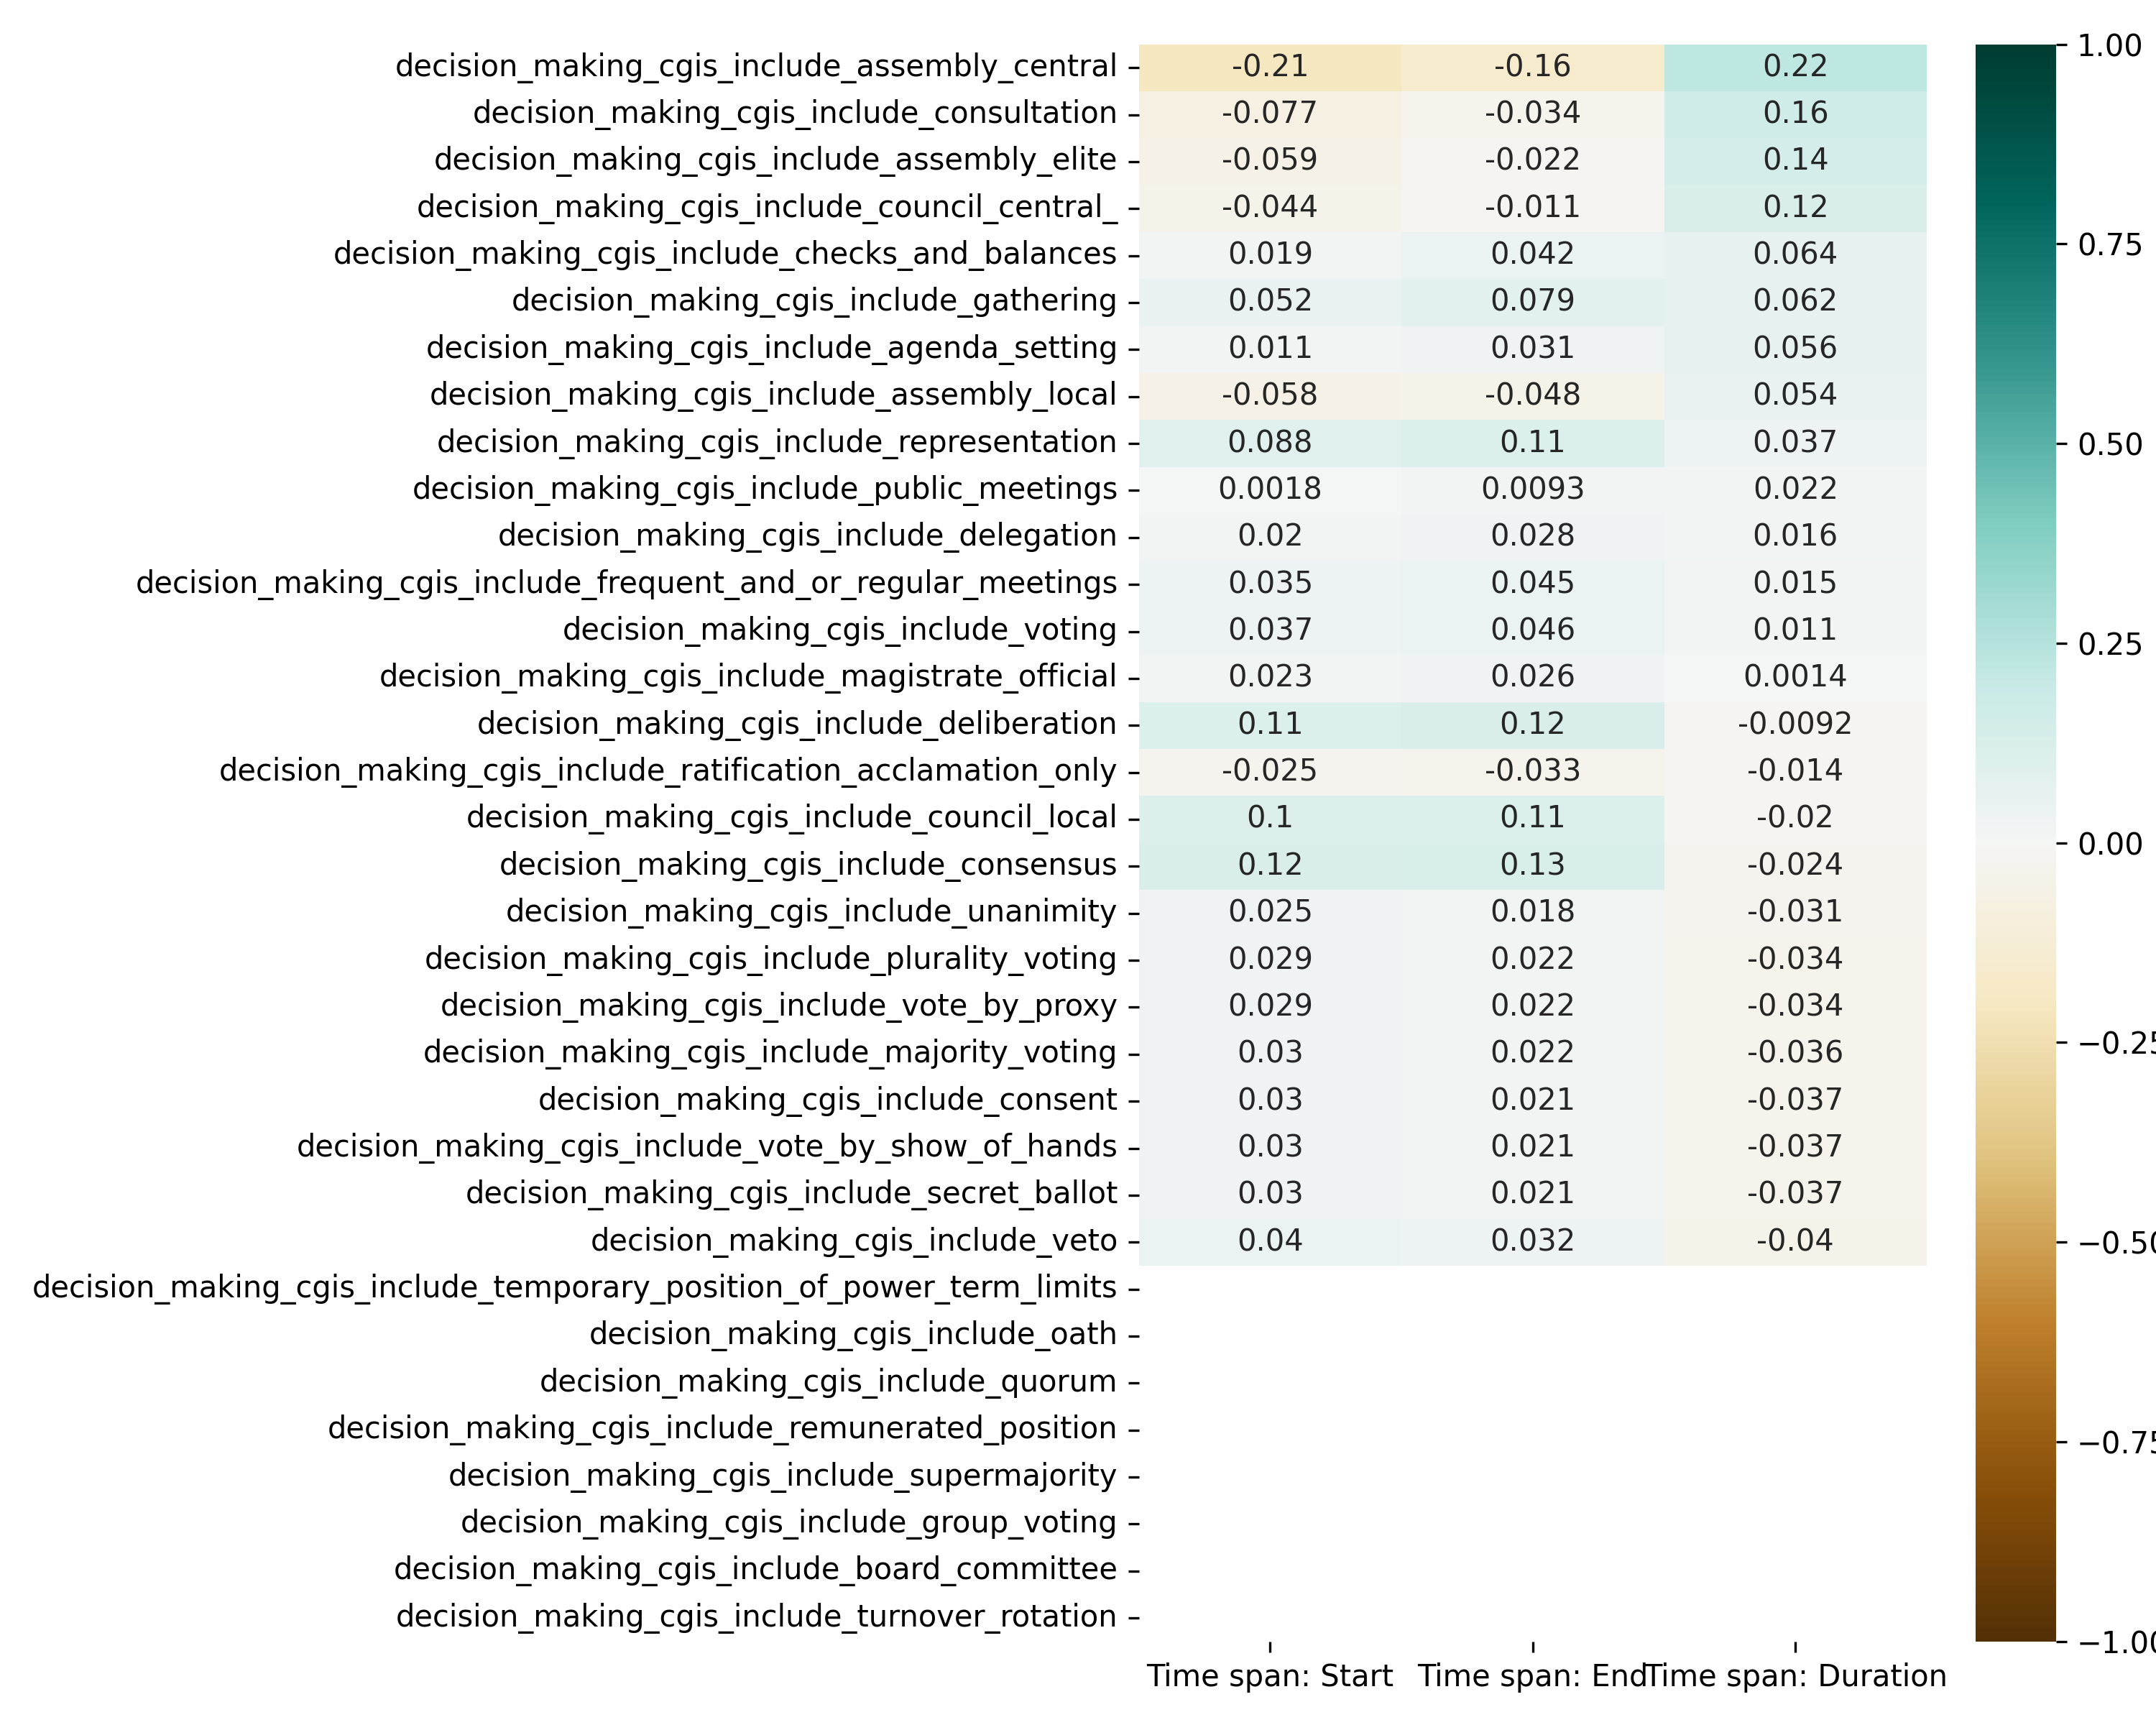 decision_making_cgis_include_assembly_central -0.21 -0.16 0.22
decision_making_cgis_include_consultation -0.077 -0.034 0.16
decision_making_cgis_include_assembly_elite -0.059 -0.022 0.14
decision_making_cgis_include_council_central_ -0.044 -0.011 0.12
decision_making_cgis_include_checks_and_balances 0.019 0.042 0.064
decision_making_cgis_include_gathering 0.052 0.079 0.062
decision_making_cgis_include_agenda_setting 0.011 0.031 0.056
decision_making_cgis_include_assembly_local -0.058 -0.048 0.054
decision_making_cgis_include_representation 0.088 0.11 0.037
decision_making_cgis_include_public_meetings 0.0018 0.0093 0.022
decision_making_cgis_include_delegation 0.02 0.028 0.016
decision_making_cgis_include_frequent_and_or_regular_meetings 0.035 0.045 0.015
decision_making_cgis_include_voting 0.037 0.046 0.011
decision_making_cgis_include_magistrate_official 0.023 0.026 0.0014
decision_making_cgis_include_deliberation 0.11 0.12 -0.0092
decision_making_cgis_include_ratification_acclamation_only -0.025 -0.033 -0.014
decision_making_cgis_include_council_local 0.1 0.11 -0.02
decision_making_cgis_include_consensus 0.12 0.13 -0.024
decision_making_cgis_include_unanimity 0.025 0.018 -0.031
decision_making_cgis_include_plurality_voting 0.029 0.022 -0.034
decision_making_cgis_include_vote_by_proxy 0.029 0.022 -0.034
decision_making_cgis_include_majority_voting 0.03 0.022 -0.036
decision_making_cgis_include_consent 0.03 0.021 -0.037
decision_making_cgis_include_vote_by_show_of_hands 0.03 0.021 -0.037
decision_making_cgis_include_secret_ballot 0.03 0.021 -0.037
decision_making_cgis_include_veto 0.04 0.032 -0.04
decision_making_cgis_include_temporary_position_of_power_term_limits
decision_making_cgis_include_oath
decision_making_cgis_include_quorum
decision_making_cgis_include_remunerated_position
decision_making_cgis_include_supermajority
decision_making_cgis_include_group_voting
decision_making_cgis_include_board_committee
decision_making_cgis_include_turnover_rotation
Time span: Start Time span: End Time span: Duration
1.00
0.75
0.50
0.25
0.00
−0.25
−0.50
−0.75
−1.00